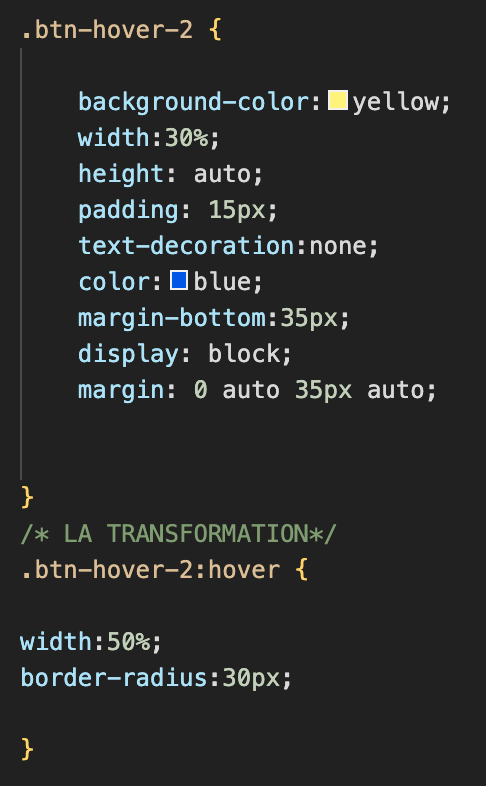 .btn-hover-2 {
background-color:yellow;
width:30%;
height: auto;
padding: 15px;
text-decoration:none;
color:blue;
margin-bottom:35px;
display: block;
margin: 0 auto 35px auto;
}
/* LA TRANSFORMATION*/
.btn-hover-2:hover {
width:50%;
border-radius:30px;
}